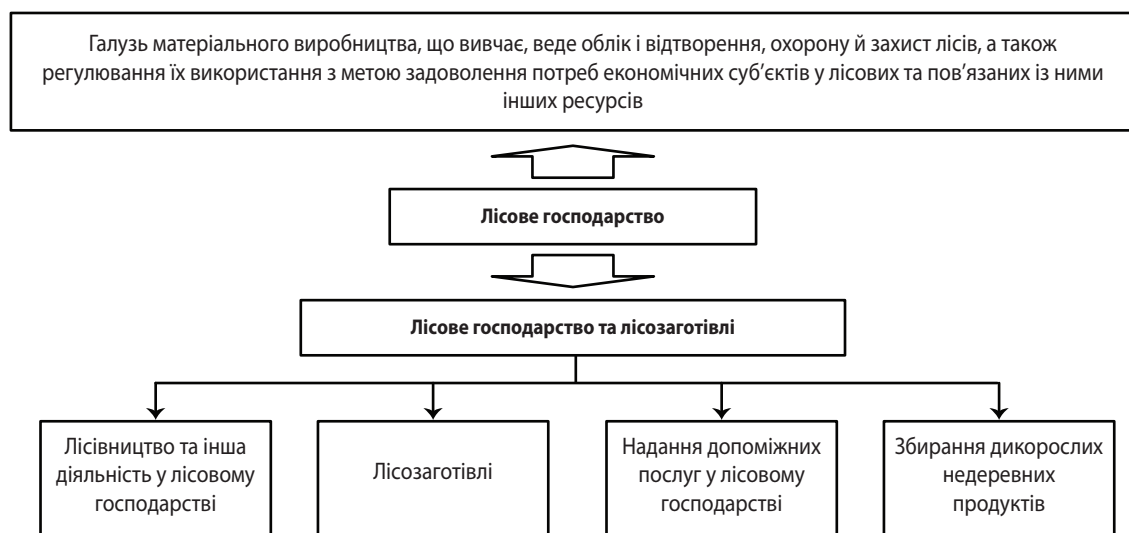 Галузь матеріального виробництва, що вивчає, веде облік і відтворення, охорону й захист лісів, а також
регулювання їх використання з метою задоволення потреб економічних суб’єктів у лісових та пов’язаних із ними
інших ресурсів
Лісове господарство
Лісове господарство та лісозаготівлі
Лісівництво та інша
діяльність у лісовому
господарстві
Лісозаготівлі
Надання допоміжних
послуг у лісовому
господарстві
Збирання дикорослих
недеревних
продуктів